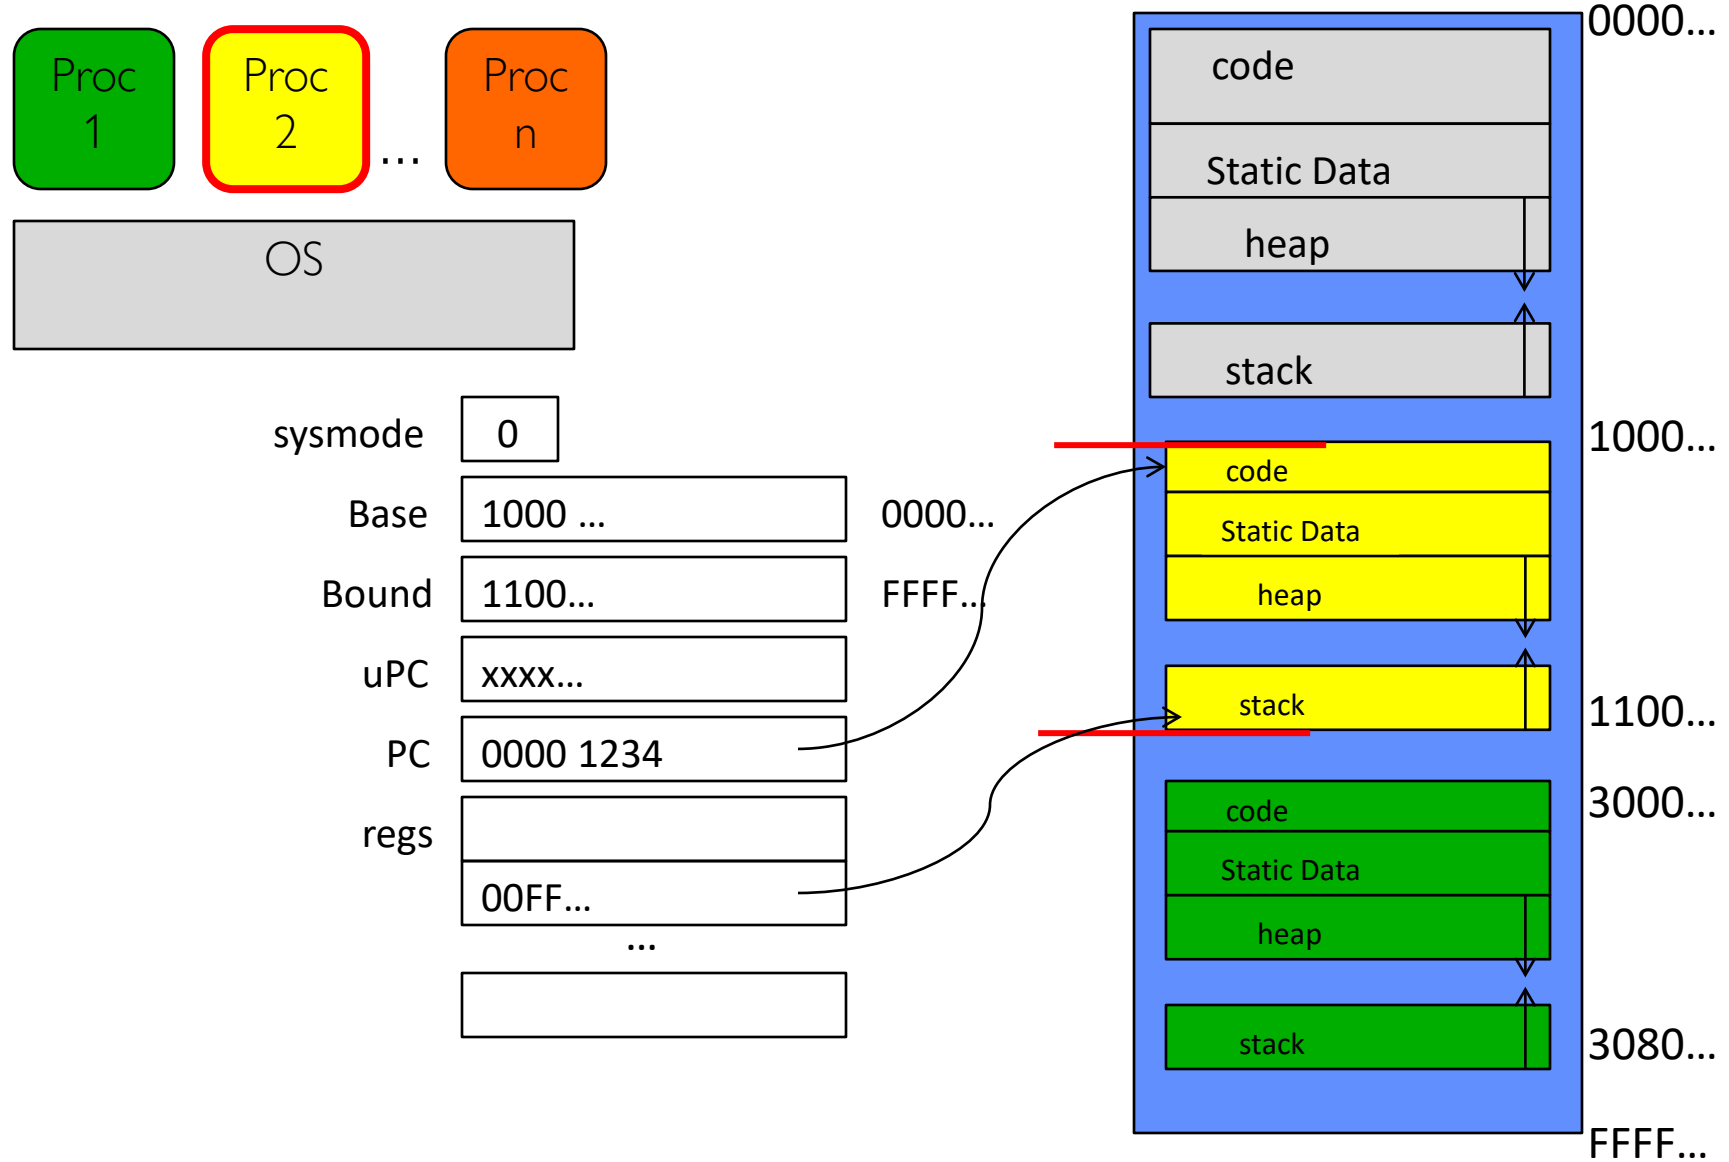 Proc
1
Proc
2
...
Proc
n
OS
sysmode 0
Base 1000 ... 0000...
Bound 1100... FFFF...
uPC xxxx...
PC 0000 1234
regs
00FF...
...
0000...
code
Static Data
heap
stack
1000...
code
Static Data
heap
stack
1100...
3000...
code
Static Data
heap
stack
3080...
FFFF...